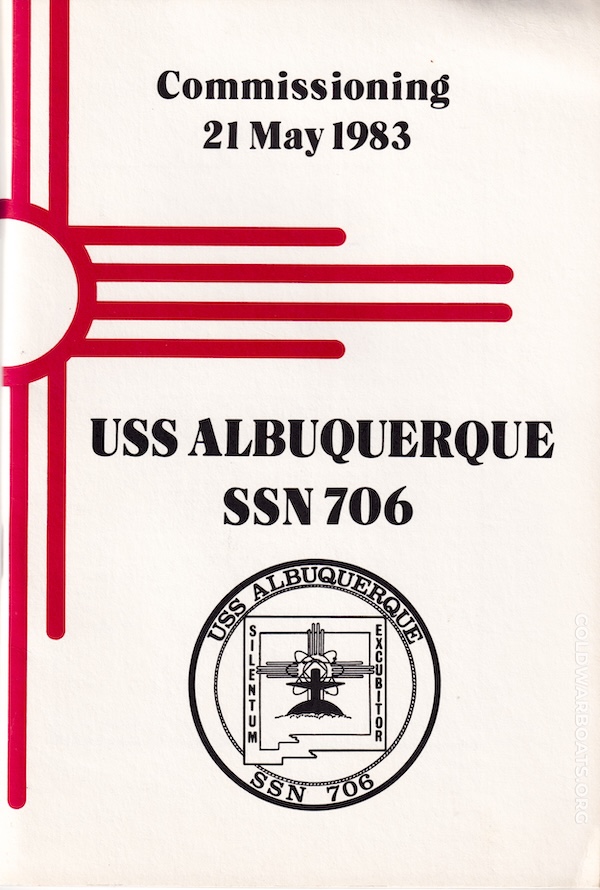 Commissioning
21 May 1983
USS ALBUQUERQUE
SSN 706
USS ALBUQUERQUE
SILENTUM
EXCUBITOR
SSN 706
COLDWARBOATS.ORG